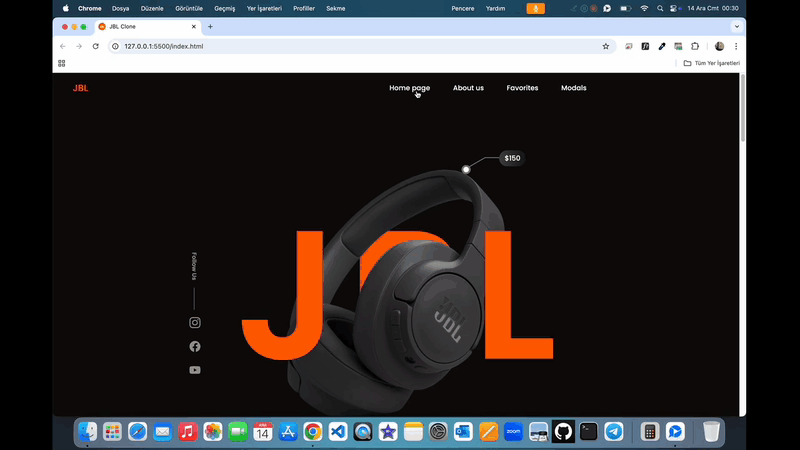 Chrome Dosya Düzenle Görünüm Geçmiş Yer İşaretleri Profiller Sekme Pencere Yardım 14 Ara Cmt 00:30
JBL Clone
127.0.0.1:5500/index.html
Tüm Yer İşaretleri
JBL Home page About us Favorites Modals
$150
JBL
Follow Us
JBL
14
zoom